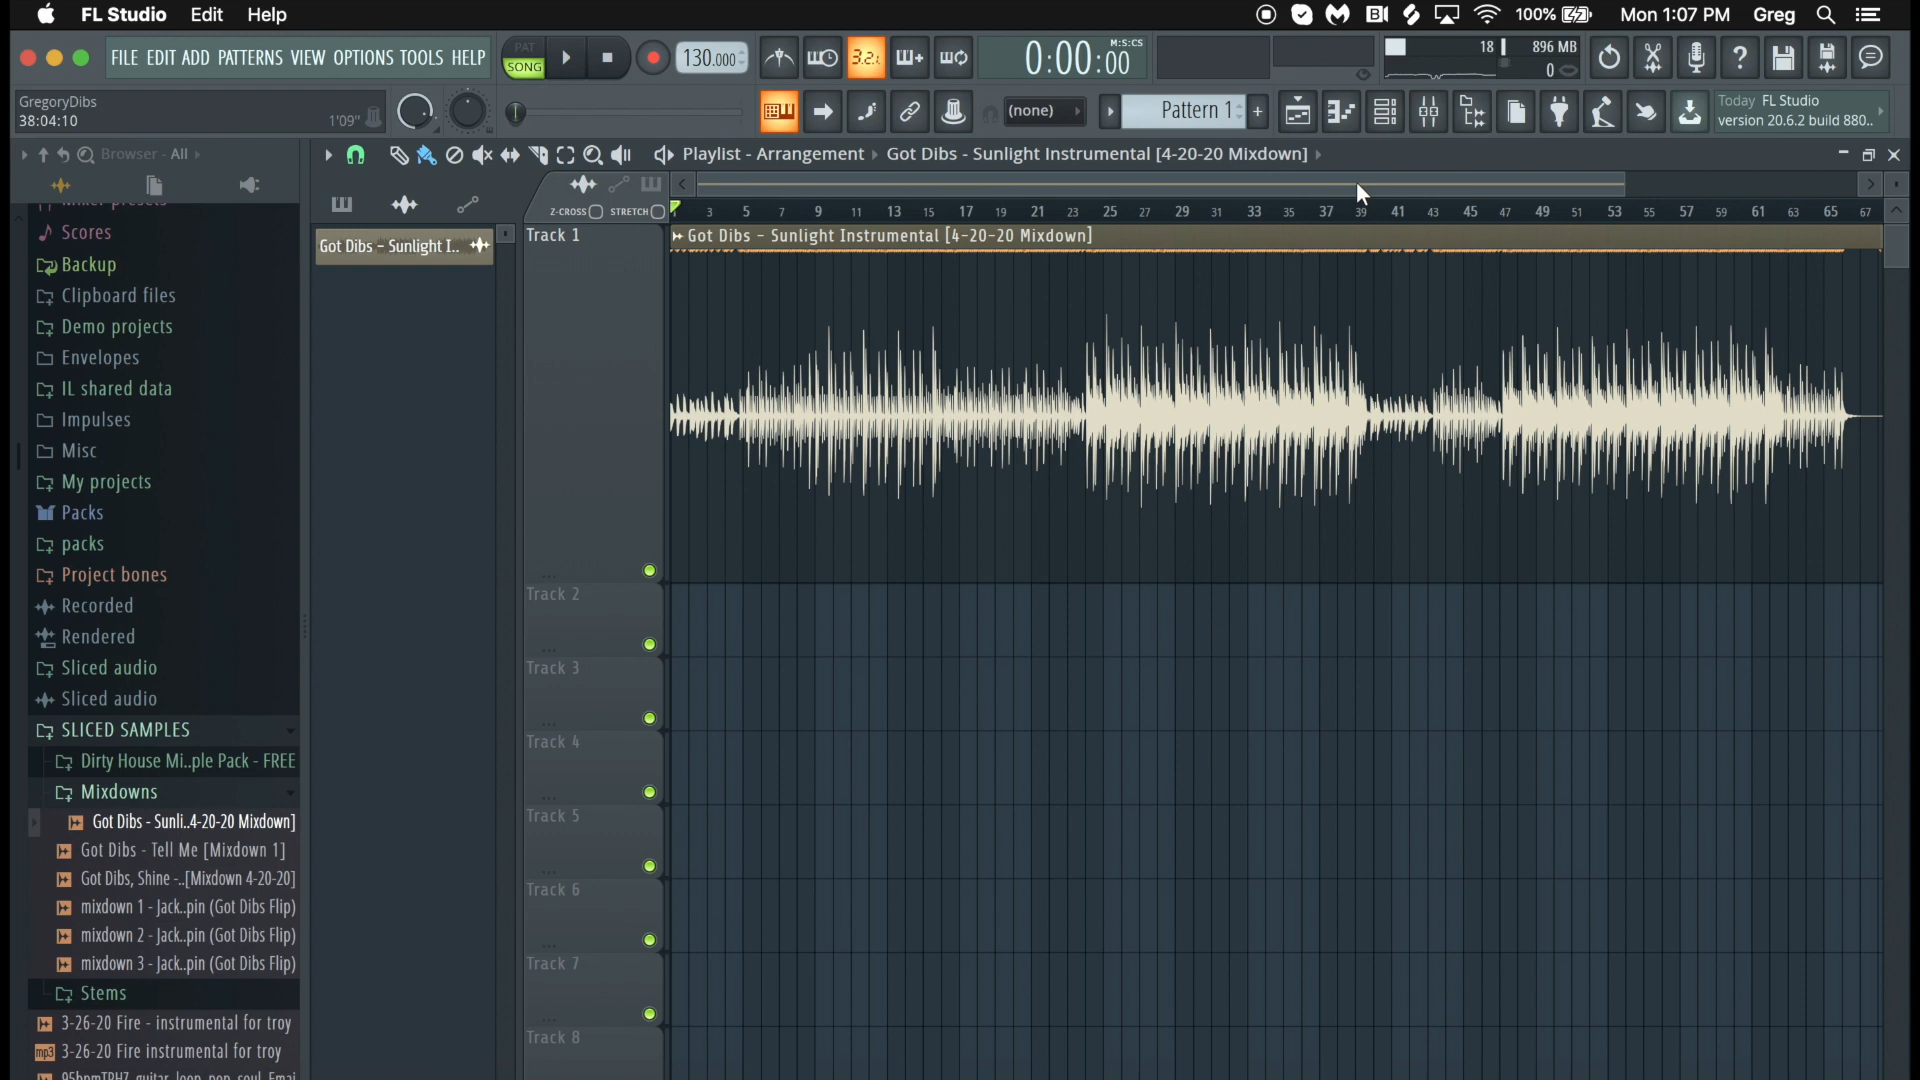 FL Studio Edit Help
100% Mon 1:07 PM Greg
FILE EDIT ADD PATTERNS VIEW OPTIONS TOOLS HELP
PAT
SONG
130.000
3.2.1
0:00:00
M:S:CS
18
896 MB
0
GregoryDibs
38:04:10
1'09"
(none)
Pattern 1
+
Today FL Studio
version 20.6.2 build 880..
Browser - All
Playlist - Arrangement
Got Dibs - Sunlight Instrumental [4-20-20 Mixdown]
Z-CROSS
STRETCH
3 5 7 9 11 13 15 17 19 21 23 25 27 29 31 33 35 37 39 41 43 45 47 49 51 53 55 57 59 61 63 65 67
Scores
Backup
Clipboard files
Demo projects
Envelopes
IL shared data
Impulses
Misc
My projects
Packs
packs
Project bones
Recorded
Rendered
Sliced audio
Sliced audio
SLICED SAMPLES
Dirty House Mi..ple Pack - FREE
Mixdowns
Got Dibs - Sunli..4-20-20 Mixdown]
Got Dibs - Tell Me [Mixdown 1]
Got Dibs, Shine -..[Mixdown 4-20-20]
mixdown 1 - Jack..pin (Got Dibs Flip)
mixdown 2 - Jack..pin (Got Dibs Flip)
mixdown 3 - Jack..pin (Got Dibs Flip)
Stems
3-26-20 Fire - instrumental for troy
mp3 3-26-20 Fire instrumental for troy
Got Dibs - Sunlight I..
Track 1
Got Dibs - Sunlight Instrumental [4-20-20 Mixdown]
Track 2
Track 3
Track 4
Track 5
Track 6
Track 7
Track 8